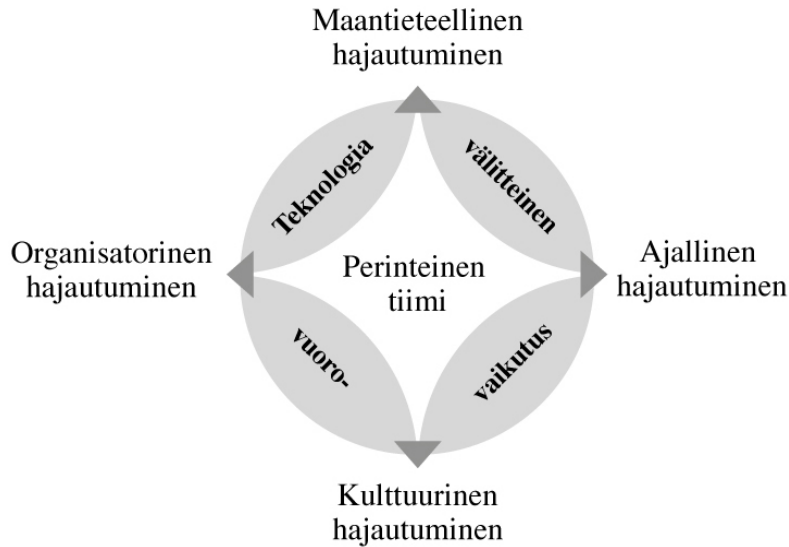 Maantieteellinen
hajautuminen
Teknologia
välitteinen
Organisatorinen
hajautuminen
Perinteinen
tiimi
Ajallinen
hajautuminen
vuoro-
vaikutus
Kulttuurinen
hajautuminen